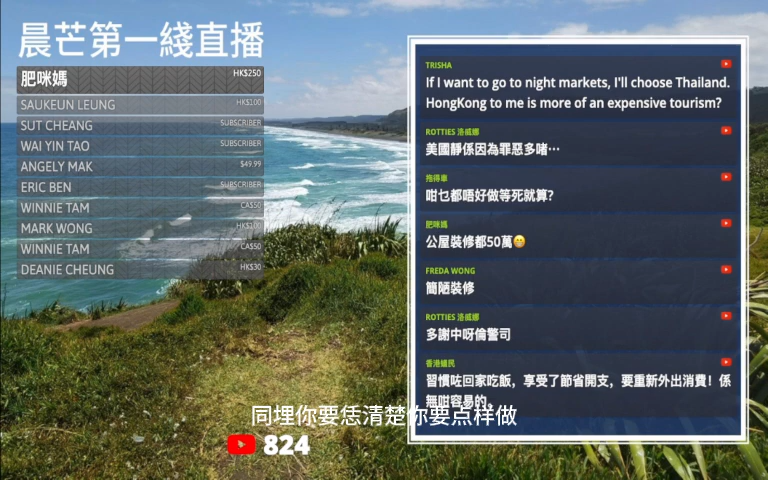 晨芒第一綫直播
肥咪媽 HK$250
SAUKEUN LEUNG HK$100
SUT CHEANG SUBSCRIBER
WAI YIN TAO SUBSCRIBER
ANGELY MAK $49.99
ERIC BEN SUBSCRIBER
WINNIE TAM CA$50
MARK WONG HK$100
WINNIE TAM CA$50
DEANIE CHEUNG HK$30
TRISHA
If I want to go to night markets, I'll choose Thailand.
HongKong to me is more of an expensive tourism?
ROTTIES 洛威娜
美國靜係因為罪惡多啫…
拖得車
咁乜都唔好做等死就算?
肥咪媽
公屋裝修都50萬😁
FREDA WONG
簡陋裝修
ROTTIES 洛威娜
多謝中呀倫警司
香港蟻民
習慣咗回家吃飯，享受了節省開支，要重新外出消費！係
無咁容易的。
同埋你要恁清楚你要点样做
824